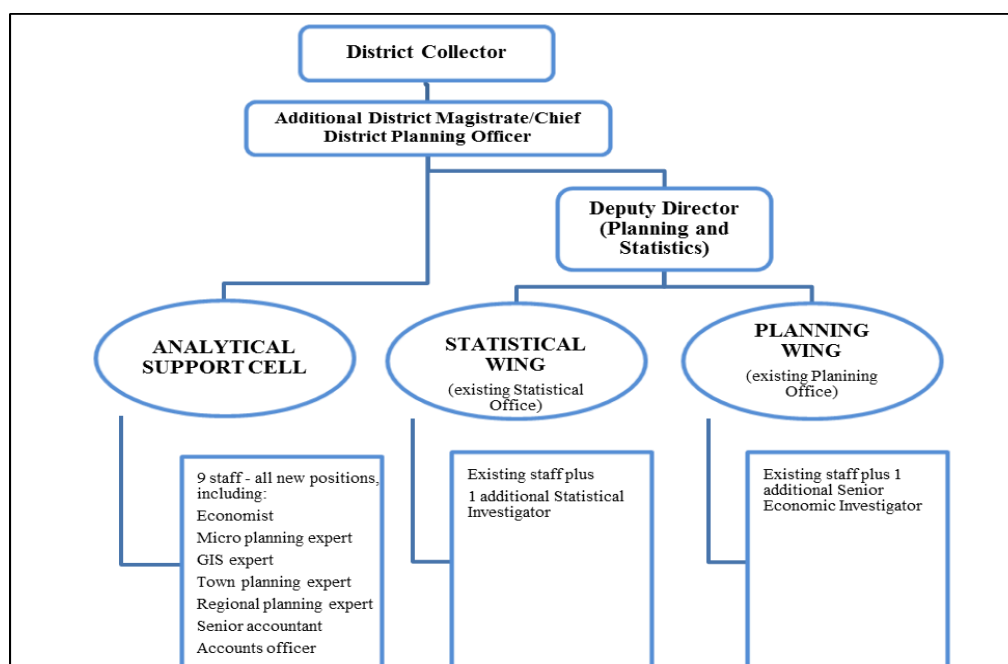 District Collector
Additional District Magistrate/Chief
District Planning Officer
Deputy Director
(Planning and
Statistics)
ANALYTICAL
SUPPORT CELL
STATISTICAL
WING
(existing Statistical
Office)
PLANNING
WING
(existing Planining
Office)
9 staff - all new positions,
including:
Economist
Micro planning expert
GIS expert
Town planning expert
Regional planning expert
Senior accountant
Accounts officer
Existing staff plus
1 additional Statistical
Investigator
Existing staff plus 1
additional Senior
Economic Investigator